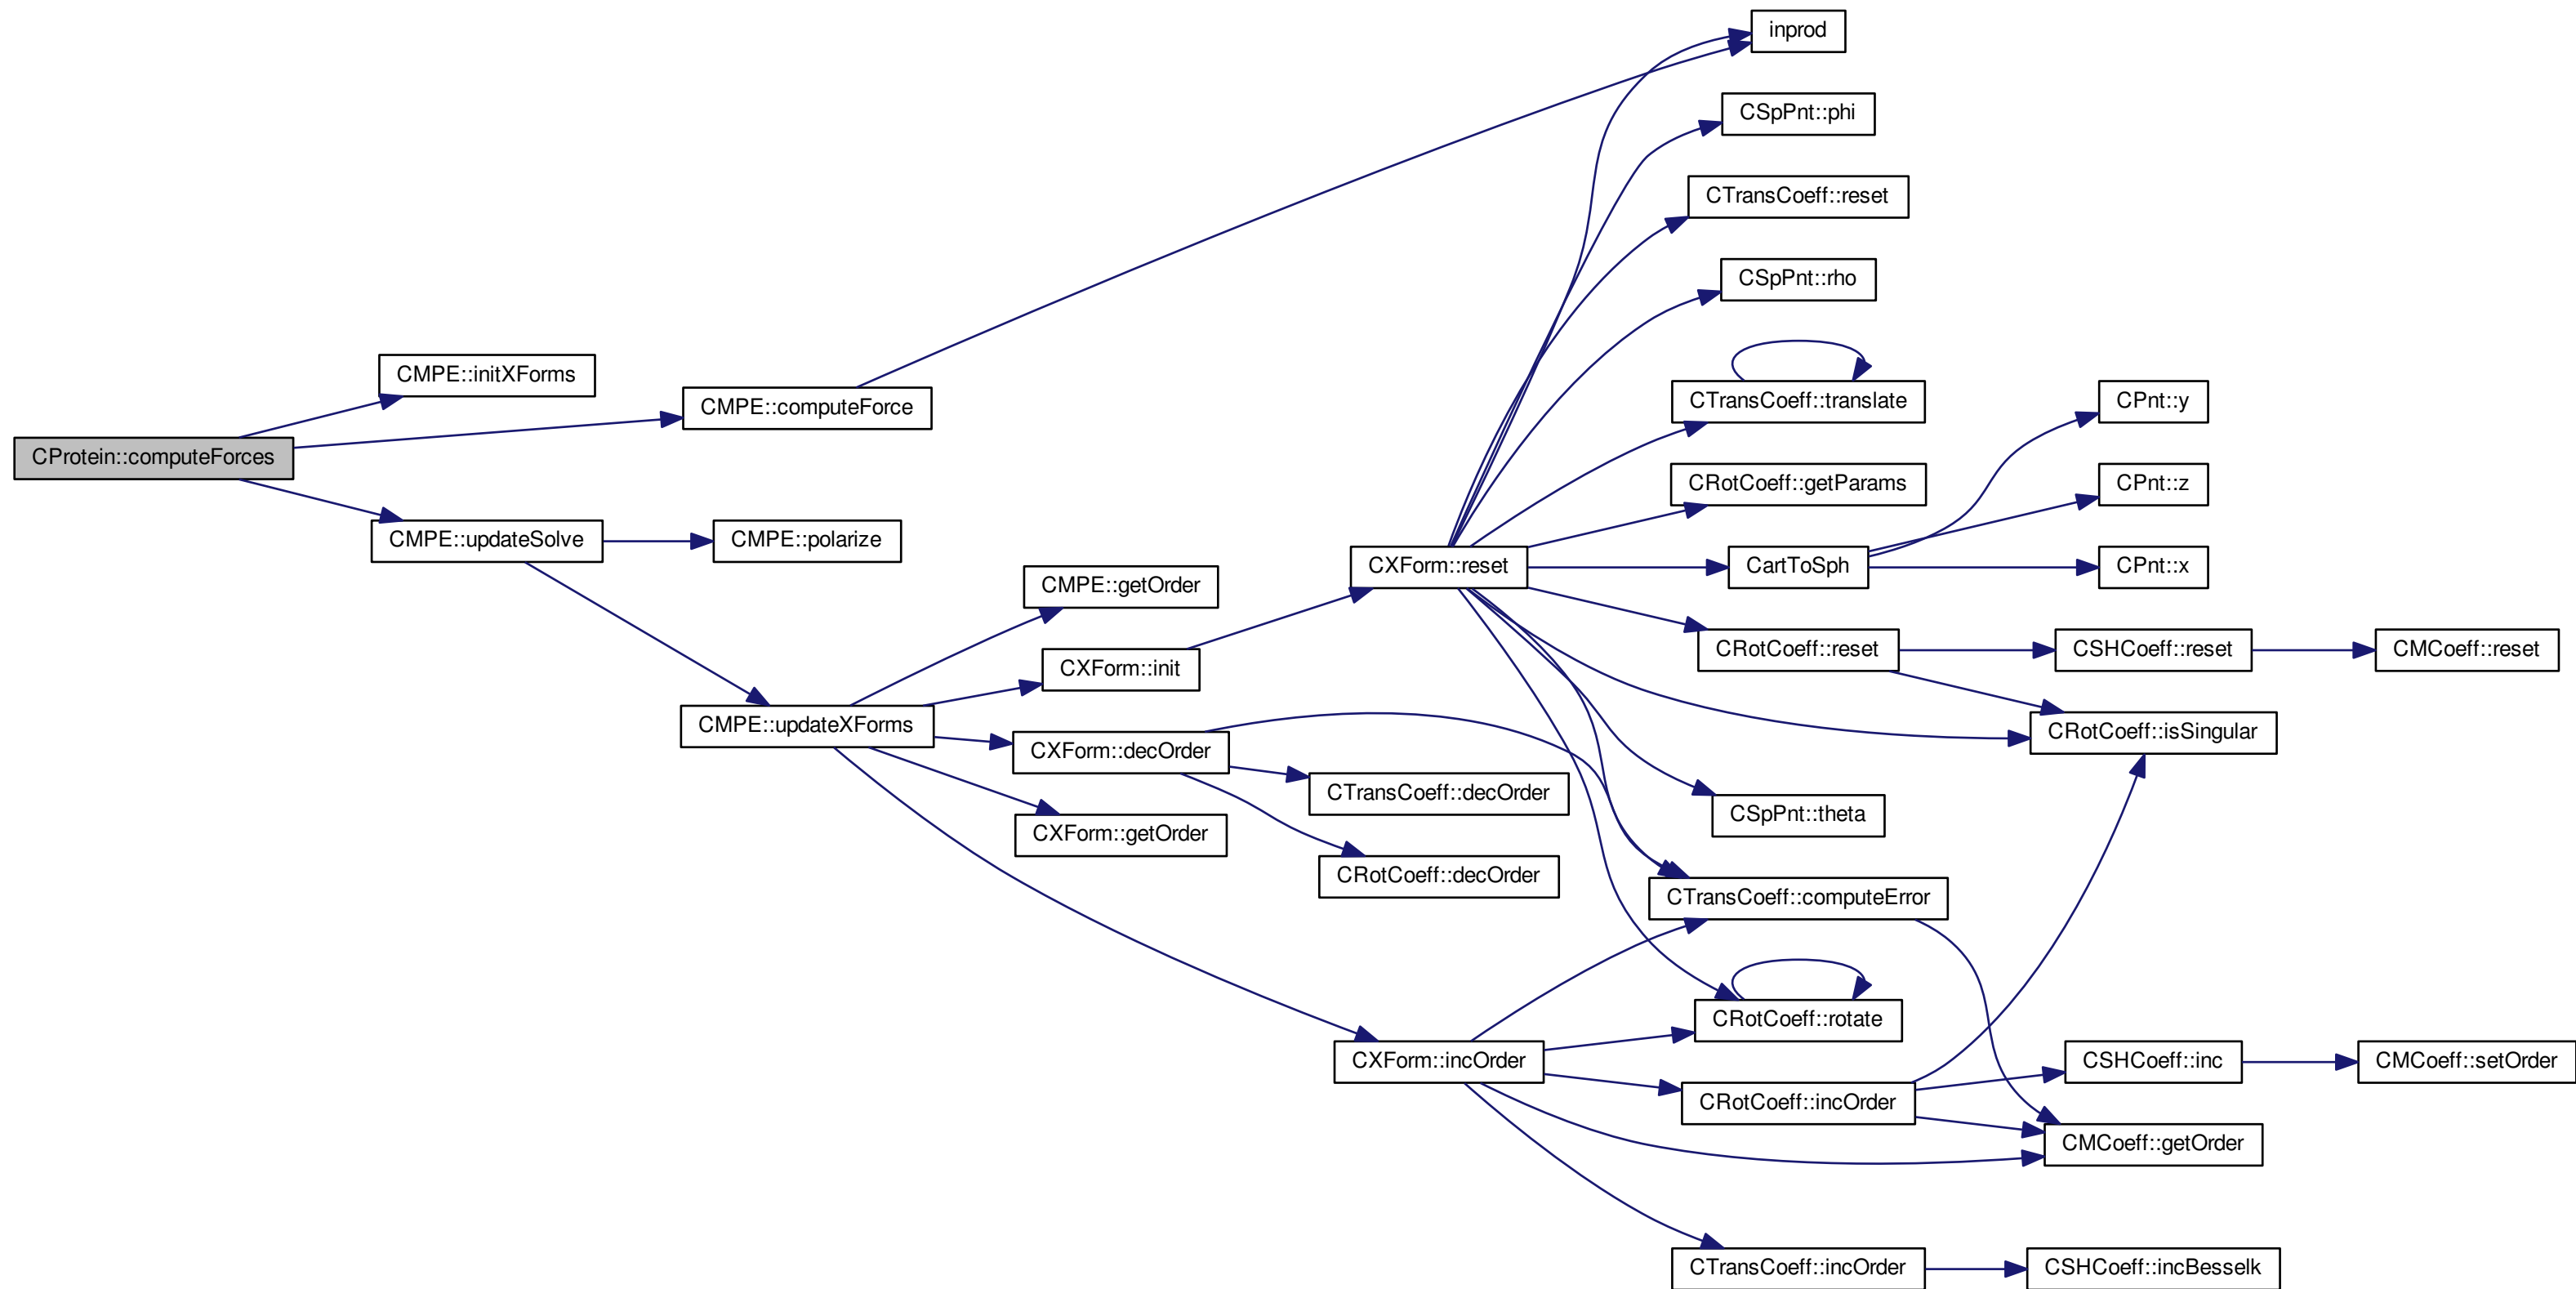 inprod
CSpPnt::phi
CTransCoeff::reset
CSpPnt::rho
CMPE::initXForms
CMPE::computeForce
CTransCoeff::translate
CPnt::y
CProtein::computeForces
CRotCoeff::getParams
CPnt::z
CMPE::updateSolve
CMPE::polarize
CXForm::reset
CartToSph
CPnt::x
CMPE::getOrder
CXForm::init
CRotCoeff::reset
CSHCoeff::reset
CMCoeff::reset
CMPE::updateXForms
CXForm::decOrder
CRotCoeff::isSingular
CTransCoeff::decOrder
CXForm::getOrder
CSpPnt::theta
CRotCoeff::decOrder
CTransCoeff::computeError
CRotCoeff::rotate
CXForm::incOrder
CSHCoeff::inc
CMCoeff::setOrder
CRotCoeff::incOrder
CMCoeff::getOrder
CTransCoeff::incOrder
CSHCoeff::incBesselk